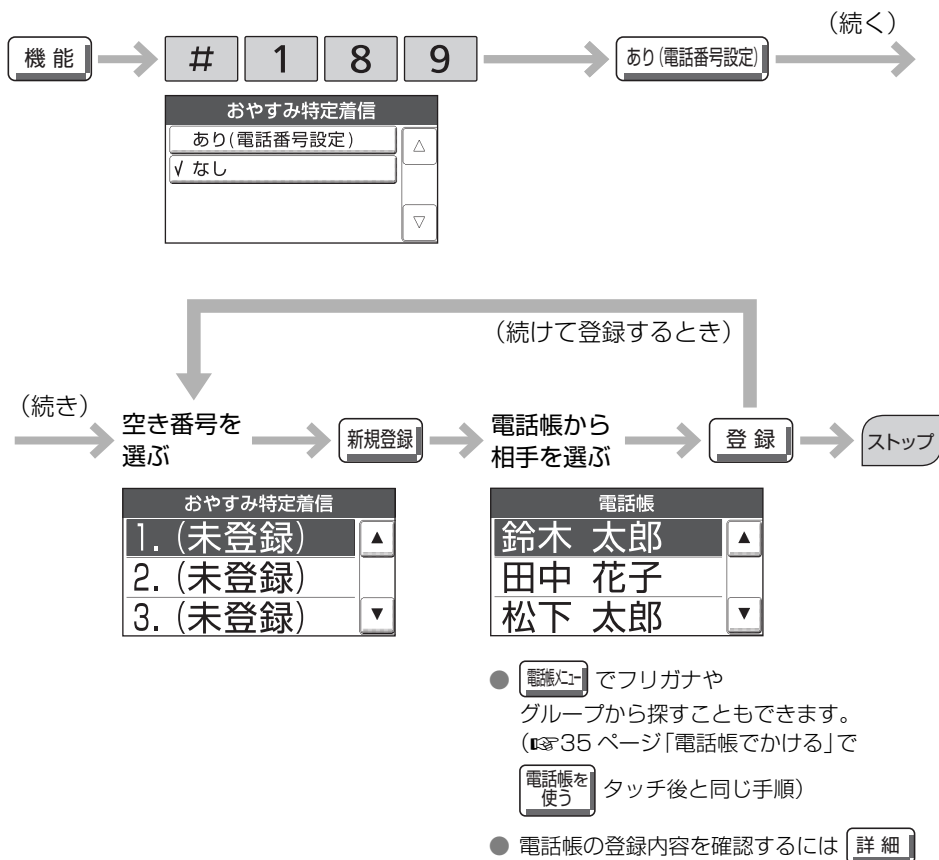 （続く）
機 能
# 1 8 9
あり(電話番号設定)
おやすみ特定着信
あり(電話番号設定)
△
√ なし
▽
（続けて登録するとき）
（続き）
空き番号を
選ぶ
新規登録
電話帳から
相手を選ぶ
登 録
ストップ
おやすみ特定着信
1. (未登録)
▲
2. (未登録)
3. (未登録)
▼
電話帳
鈴木 太郎
▲
田中 花子
松下 太郎
▼
● 電話帳メニュー でフリガナや
グループから探すこともできます。
（☞35 ページ「電話帳でかける」で
電話帳を
使う
タッチ後と同じ手順）
● 電話帳の登録内容を確認するには 詳 細